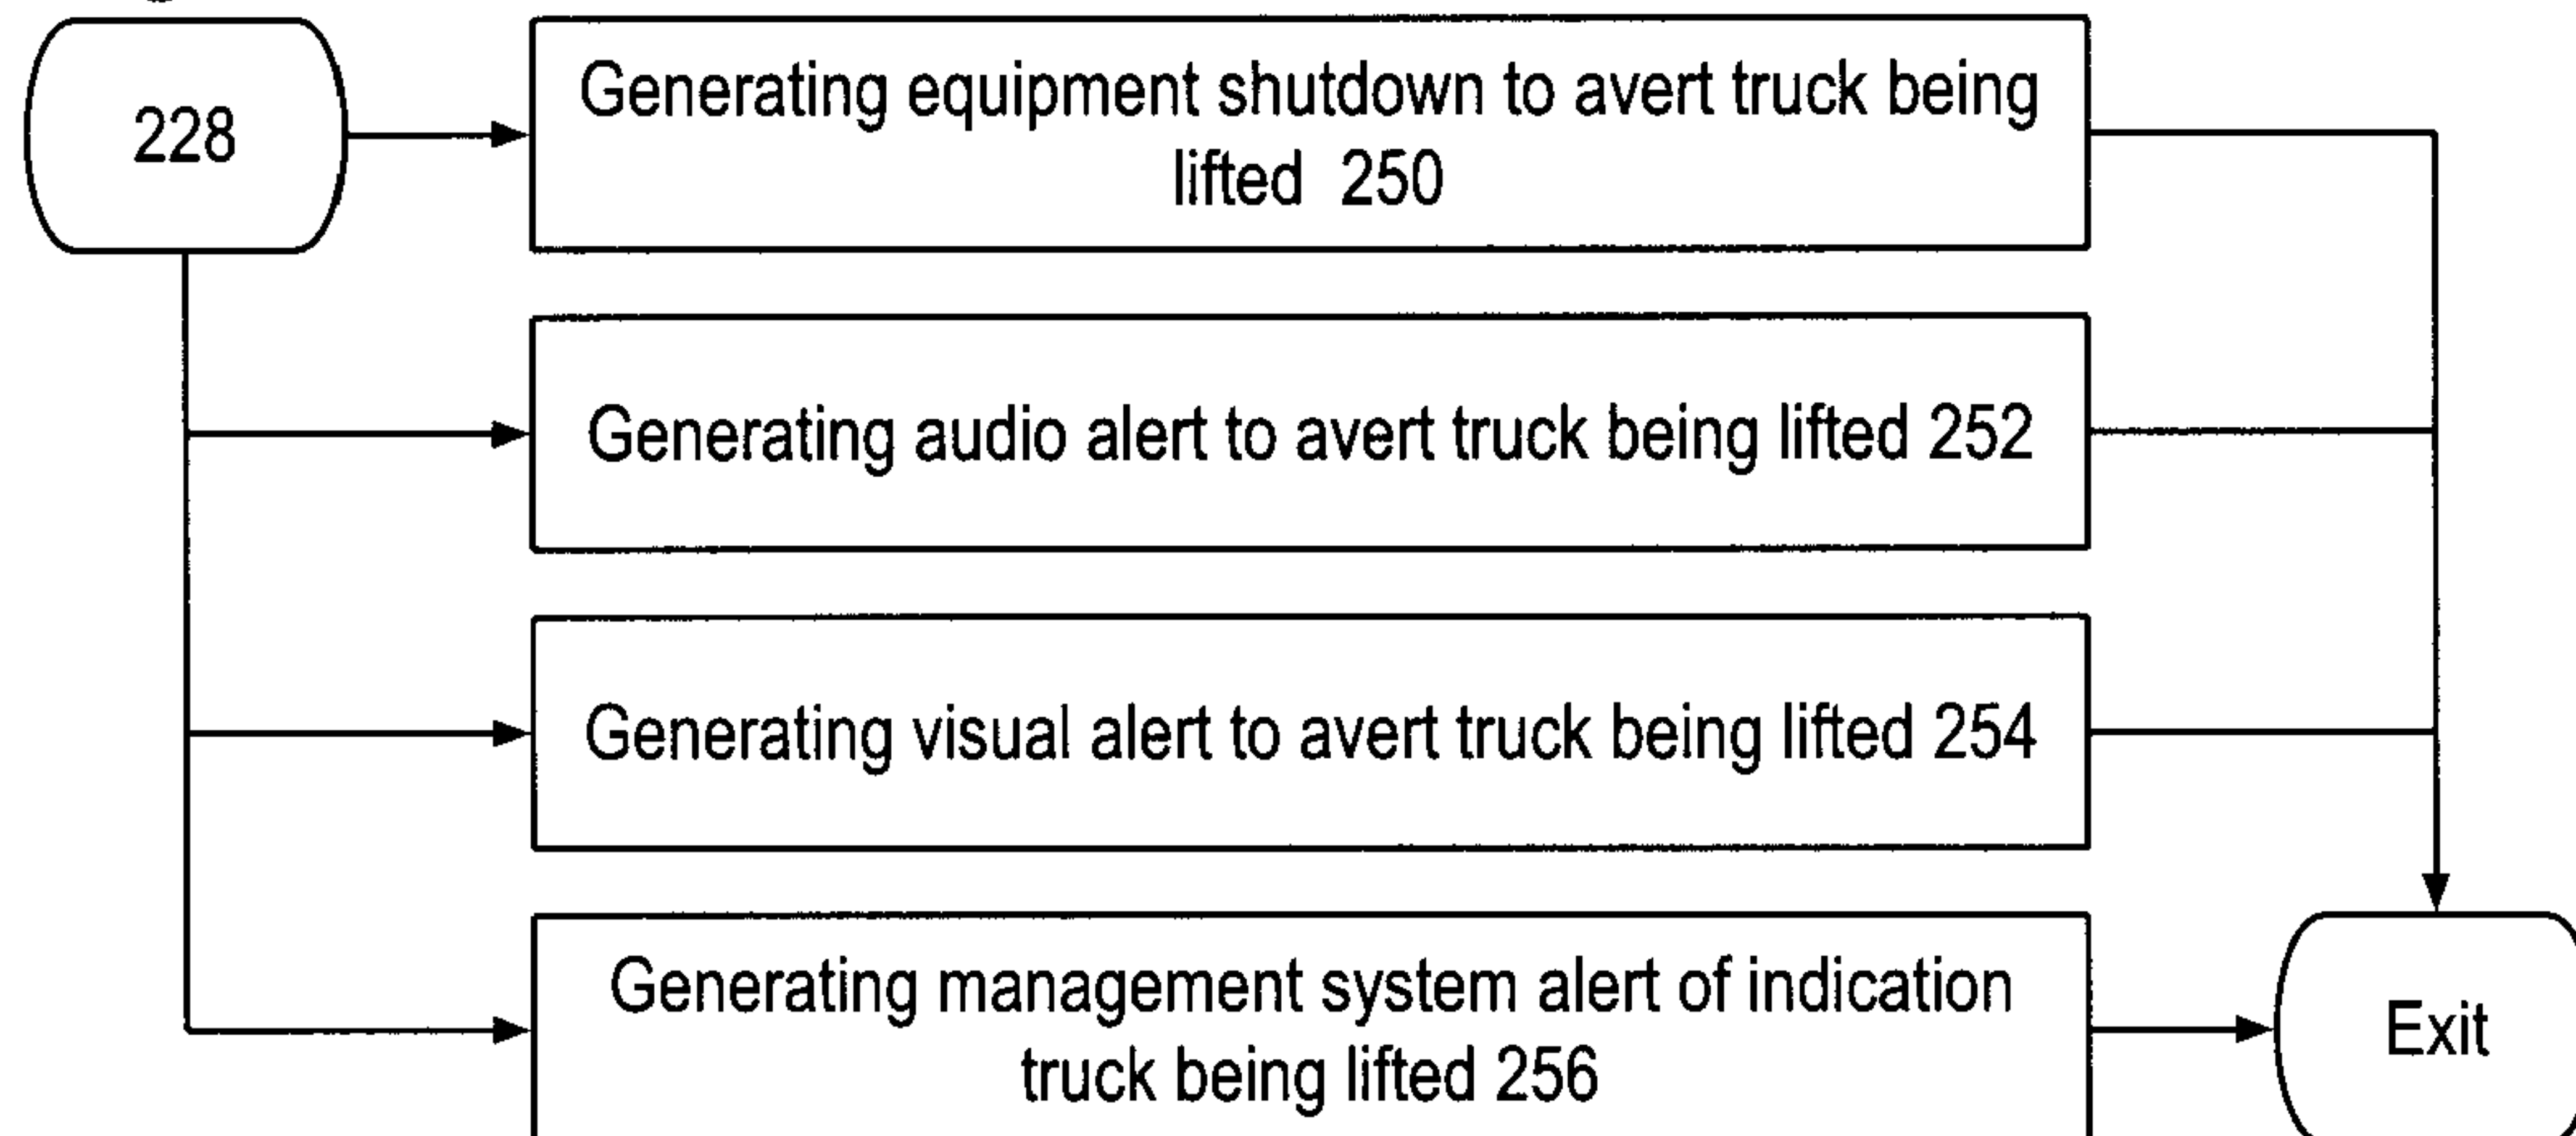 228
Generating equipment shutdown to avert truck being
lifted 250
Generating audio alert to avert truck being lifted 252
Generating visual alert to avert truck being lifted 254
Generating management system alert of indication
truck being lifted 256
Exit